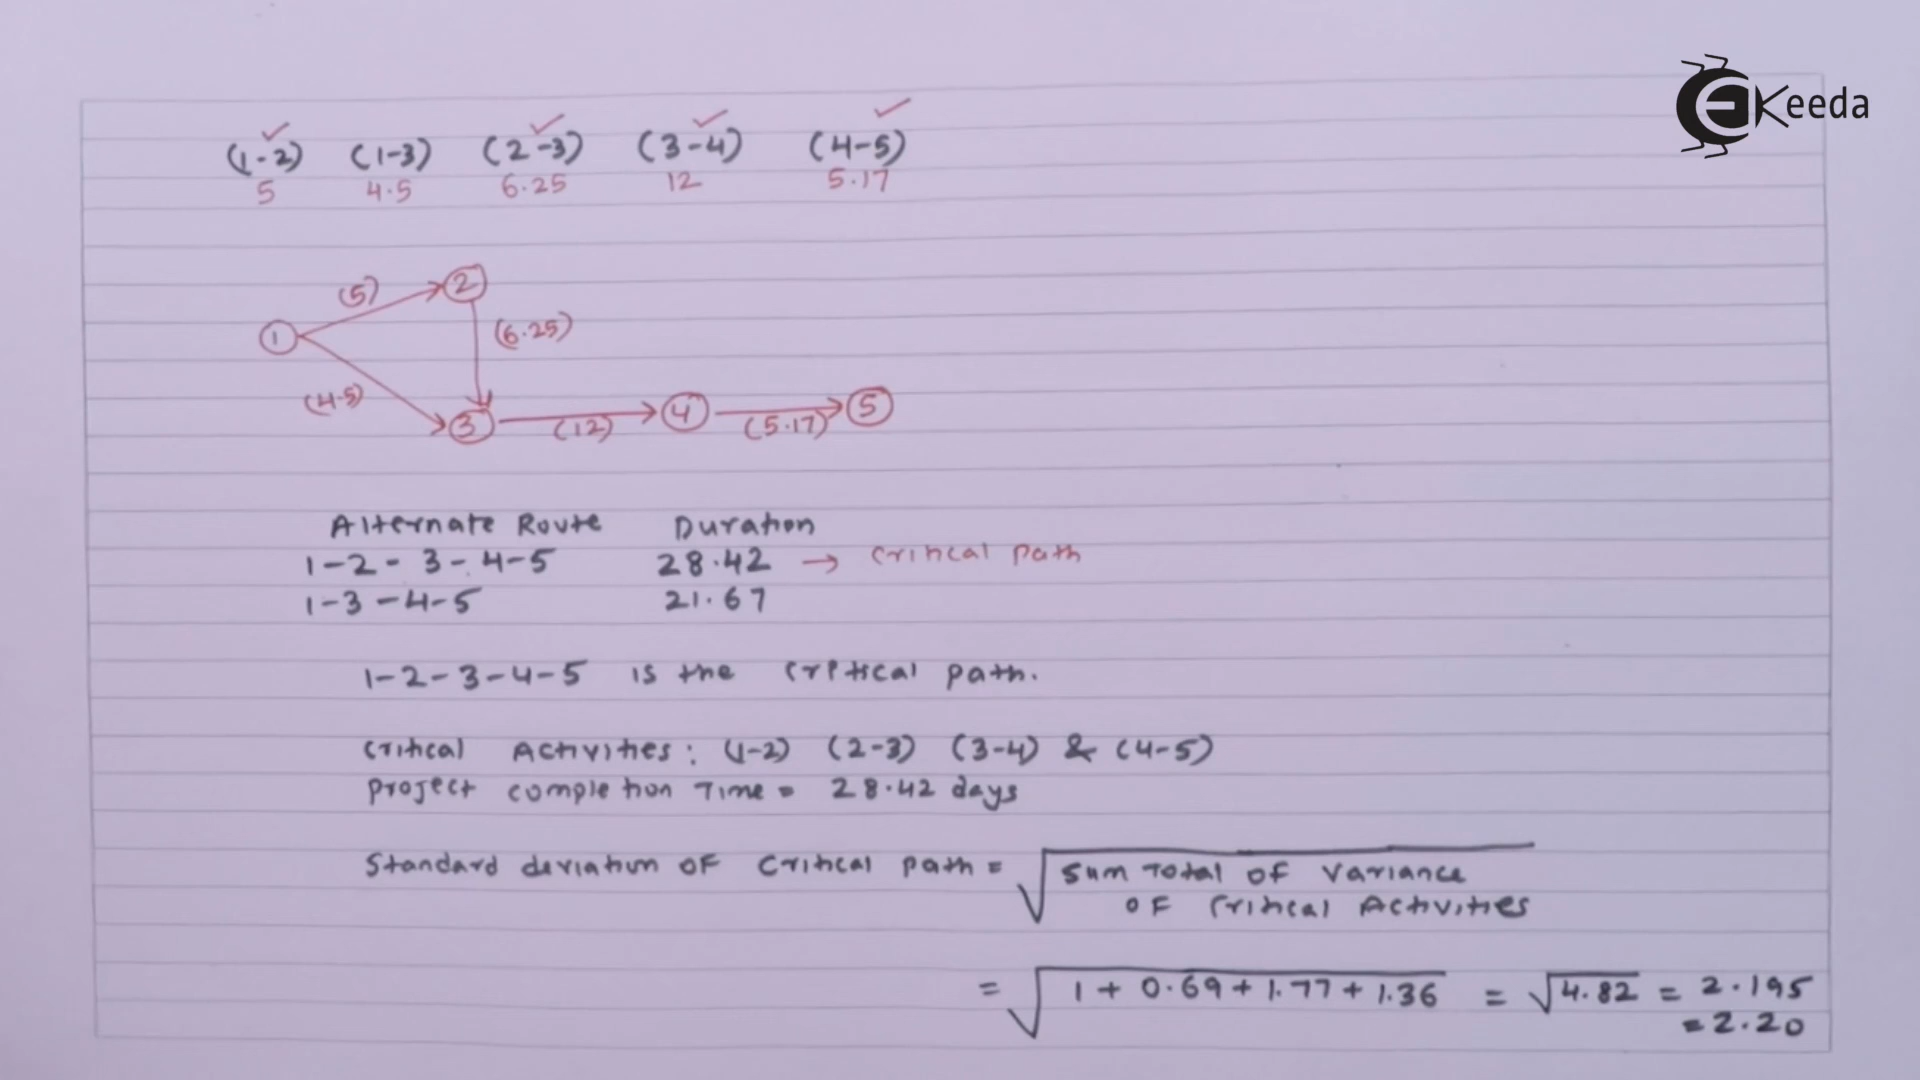 EKeeda
(1-2) ✓ (1-3) (2-3) ✓ (3-4) ✓ (4-5) ✓
5 4.5 6.25 12 5.17
(5) 2
1 (6.25)
(4.5) 3 (12) 4 (5.17) 5
Alternate Route Duration
1-2-3-4-5 28.42 → critical path
1-3-4-5 21.67
1-2-3-4-5 is the critical path.
Critical Activities: (1-2) (2-3) (3-4) & (4-5)
Project completion Time = 28.42 days
Standard deviation of Critical path = √ Sum Total of Variance
of Critical Activities
= √ 1 + 0.69 + 1.77 + 1.36 = √4.82 = 2.195
= 2.20